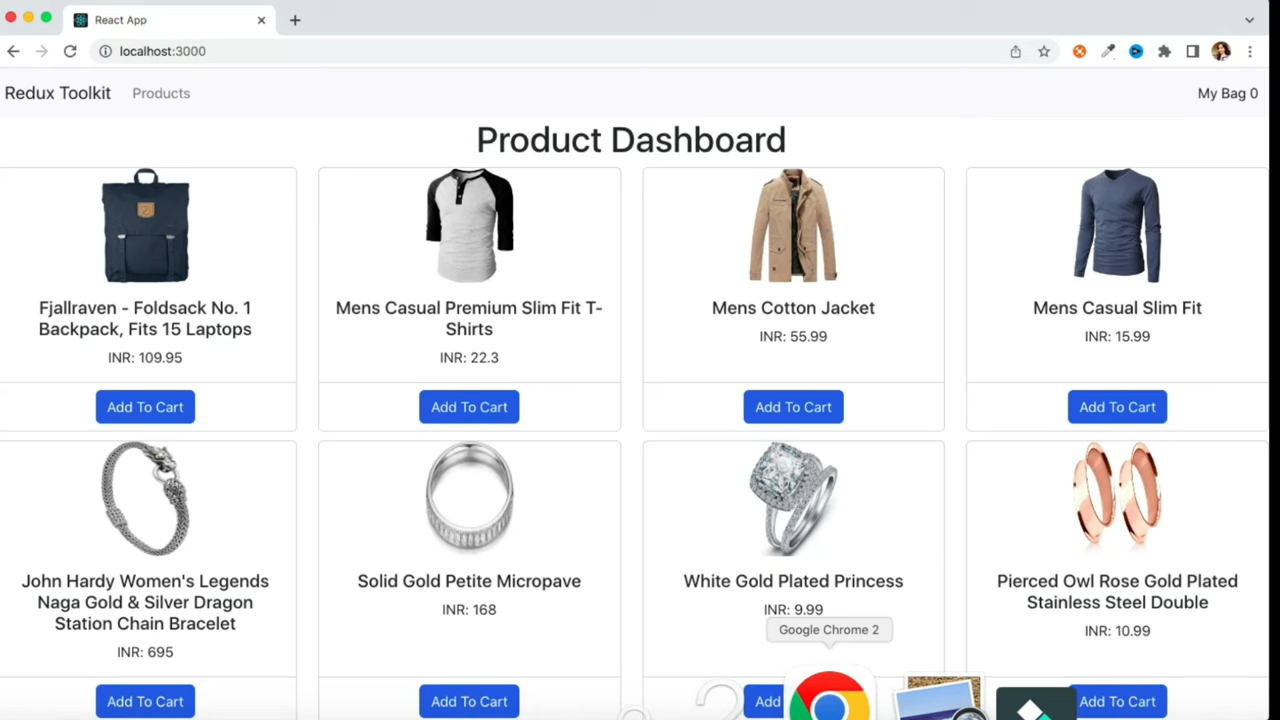 React App
localhost:3000
Redux Toolkit Products My Bag 0
Product Dashboard
Fjallraven - Foldsack No. 1
Backpack, Fits 15 Laptops
INR: 109.95
Add To Cart
Mens Casual Premium Slim Fit T-
Shirts
INR: 22.3
Add To Cart
Mens Cotton Jacket
INR: 55.99
Add To Cart
Mens Casual Slim Fit
INR: 15.99
Add To Cart
John Hardy Women's Legends
Naga Gold & Silver Dragon
Station Chain Bracelet
INR: 695
Add To Cart
Solid Gold Petite Micropave
INR: 168
Add To Cart
White Gold Plated Princess
INR: 9.99
Google Chrome 2
Add
Pierced Owl Rose Gold Plated
Stainless Steel Double
INR: 10.99
Add To Cart